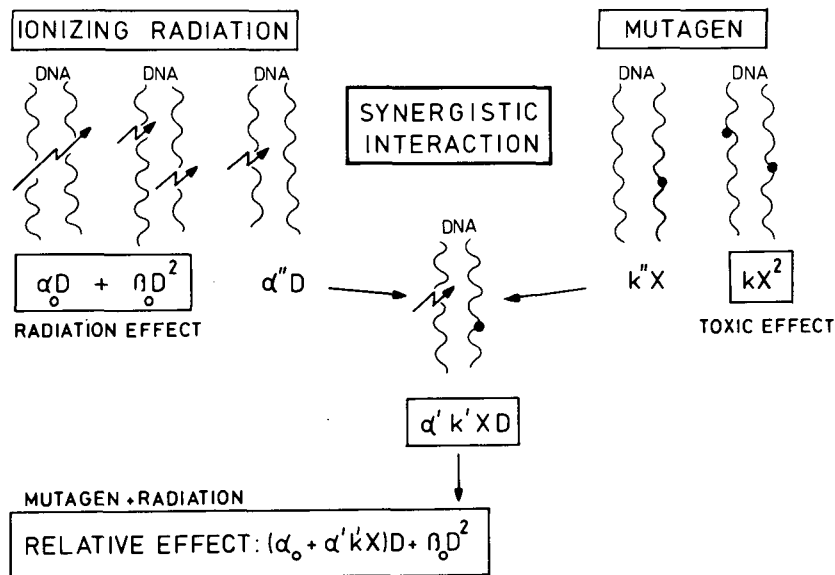 IONIZING RADIATION
MUTAGEN
DNA DNA DNA
DNA DNA
SYNERGISTIC
INTERACTION
DNA
α₀D + β₀D²
α″D
k″X
kX²
RADIATION EFFECT
TOXIC EFFECT
α′ k′ X D
MUTAGEN + RADIATION
RELATIVE EFFECT: (α₀ + α′k′X)D + β₀D²